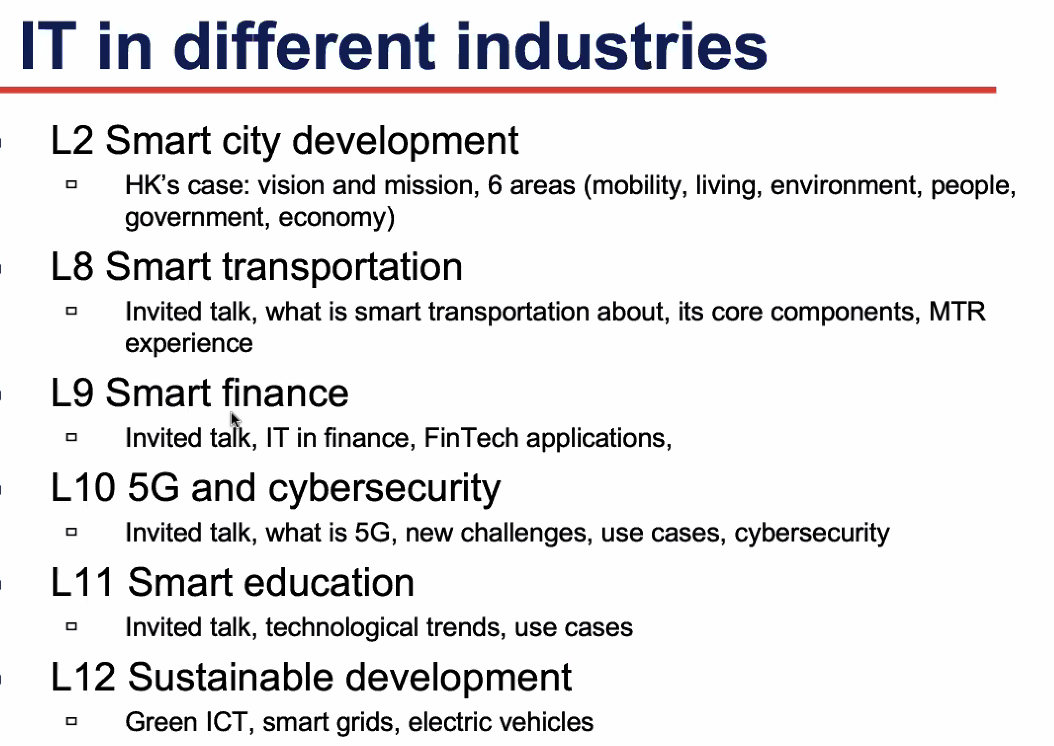 IT in different industries
L2 Smart city development
HK's case: vision and mission, 6 areas (mobility, living, environment, people,
government, economy)
L8 Smart transportation
Invited talk, what is smart transportation about, its core components, MTR
experience
L9 Smart finance
Invited talk, IT in finance, FinTech applications,
L10 5G and cybersecurity
Invited talk, what is 5G, new challenges, use cases, cybersecurity
L11 Smart education
Invited talk, technological trends, use cases
L12 Sustainable development
Green ICT, smart grids, electric vehicles